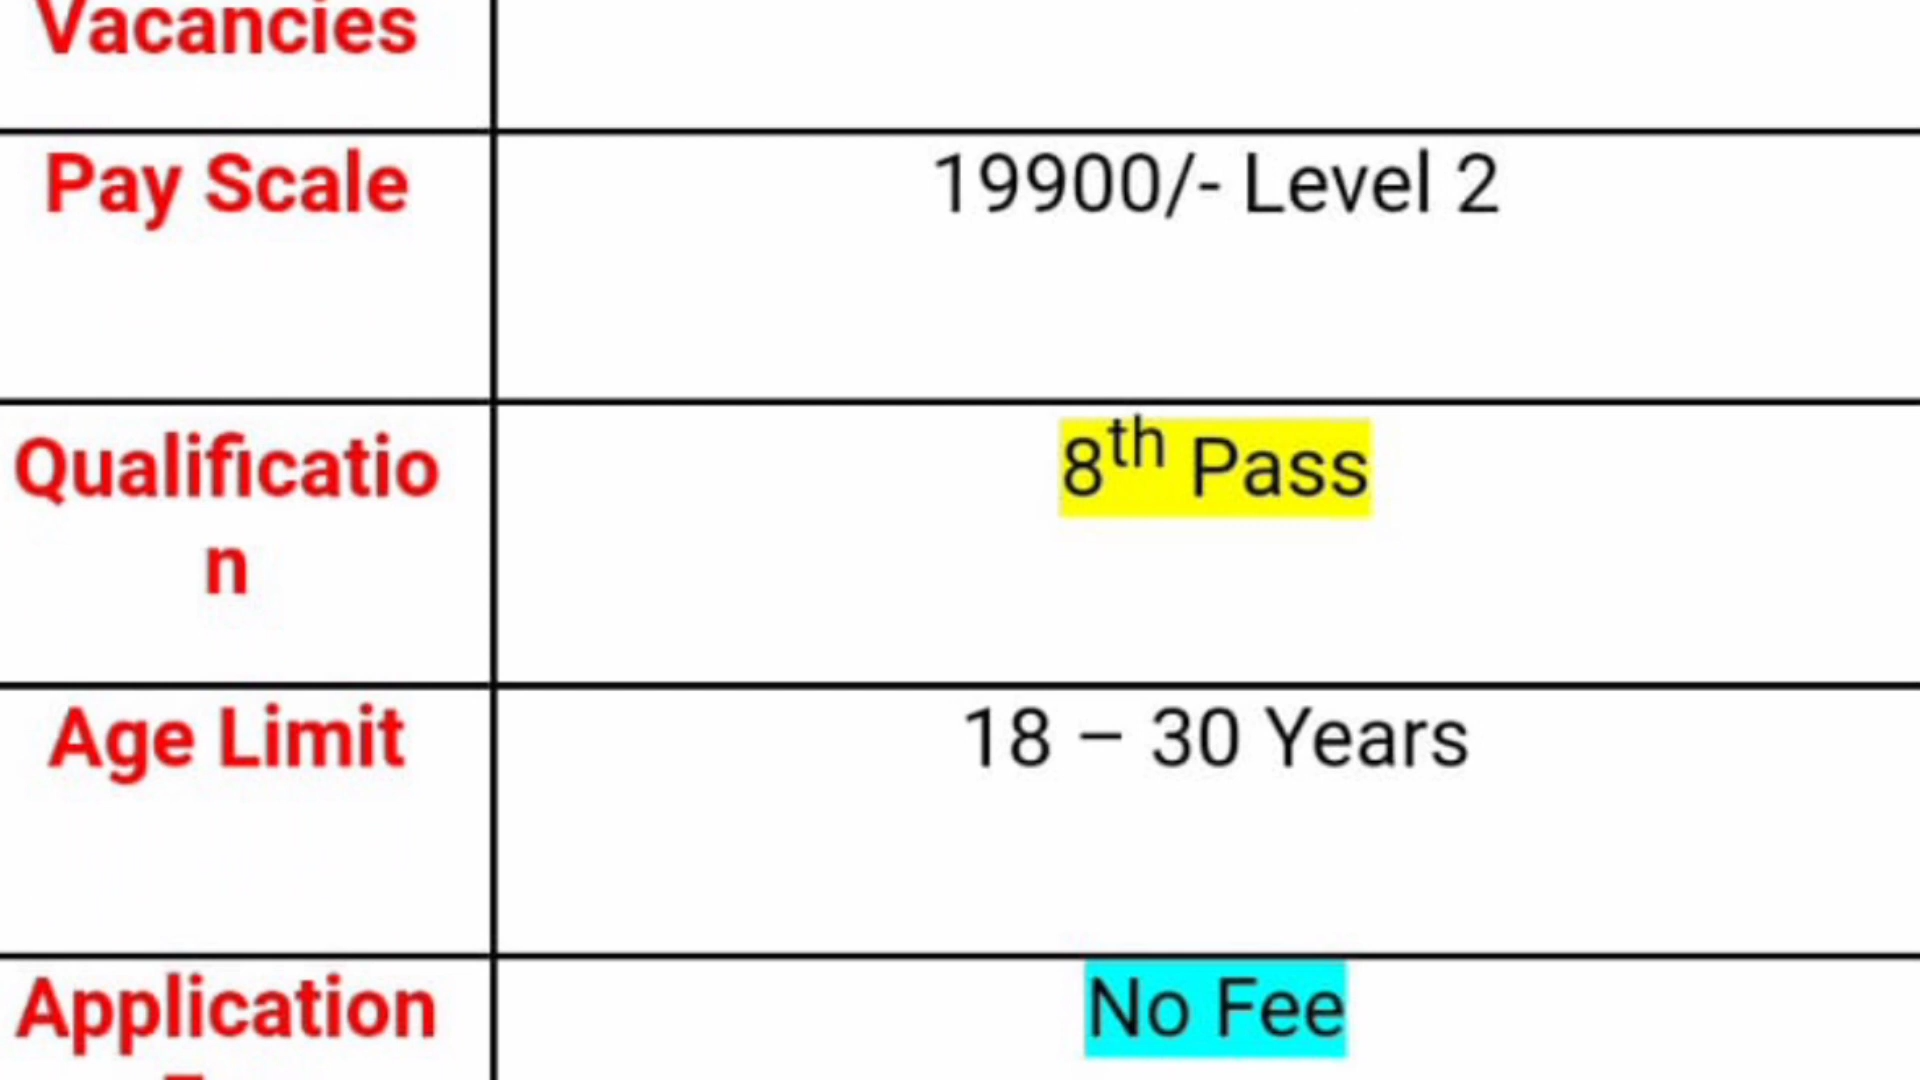 Vacancies
Pay Scale 19900/- Level 2
Qualificatio 8th Pass
n
Age Limit 18 – 30 Years
Application No Fee